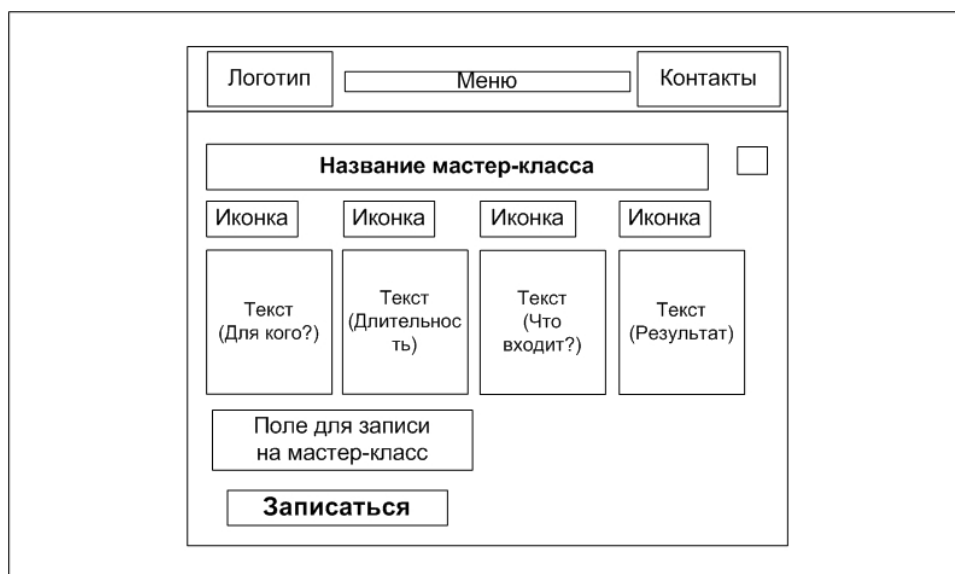 Логотип
Меню
Контакты
Название мастер-класса
Иконка
Иконка
Иконка
Иконка
Текст
(Для кого?)
Текст
(Длительнос
ть)
Текст
(Что
входит?)
Текст
(Результат)
Поле для записи
на мастер-класс
Записаться